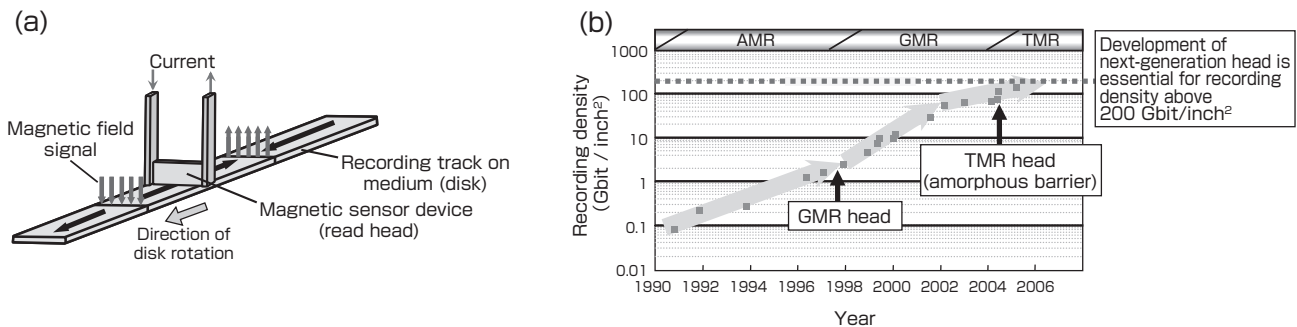 (a)
Current
Magnetic field
signal
Recording track on
medium (disk)
Magnetic sensor device
(read head)
Direction of
disk rotation
(b)
AMR
GMR
TMR
1000
100
10
1
0.1
0.01
Recording density
(Gbit / inch²)
1990
1992
1994
1996
1998
2000
2002
2004
2006
Year
GMR head
TMR head
(amorphous barrier)
Development of
next-generation head is
essential for recording
density above
200 Gbit/inch²